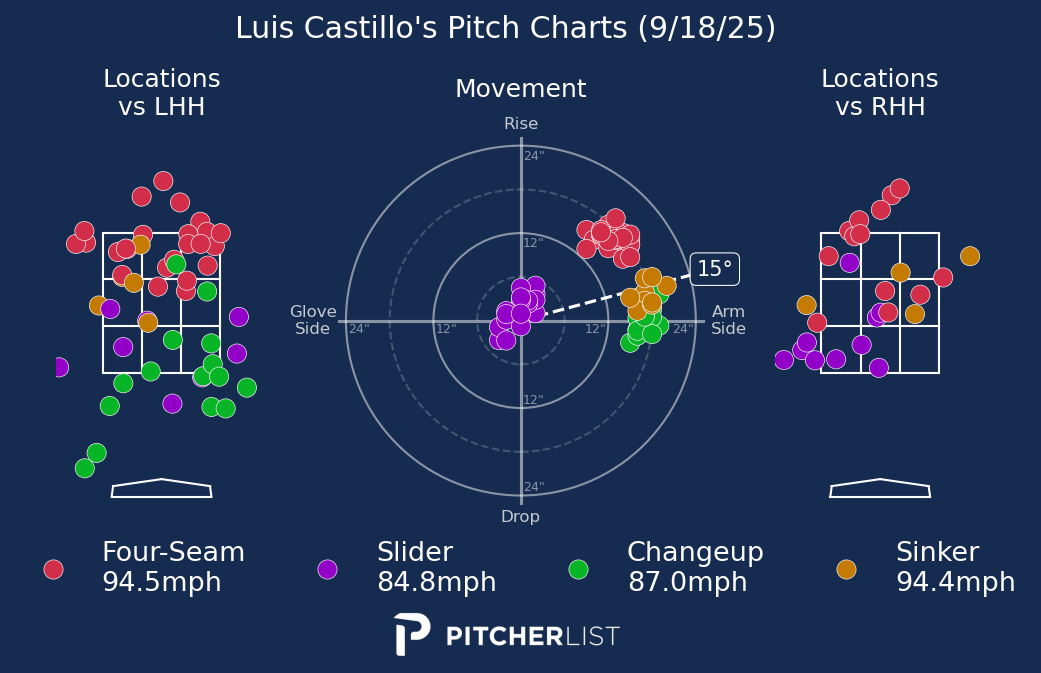 Luis Castillo's Pitch Charts (9/18/25)
Locations
vs LHH
Movement
Locations
vs RHH
Rise
24"
12"
15°
Glove
Side
24"
12"
12"
24"
Arm
Side
12"
24"
Drop
Four-Seam
94.5mph
Slider
84.8mph
Changeup
87.0mph
Sinker
94.4mph
PITCHERLIST